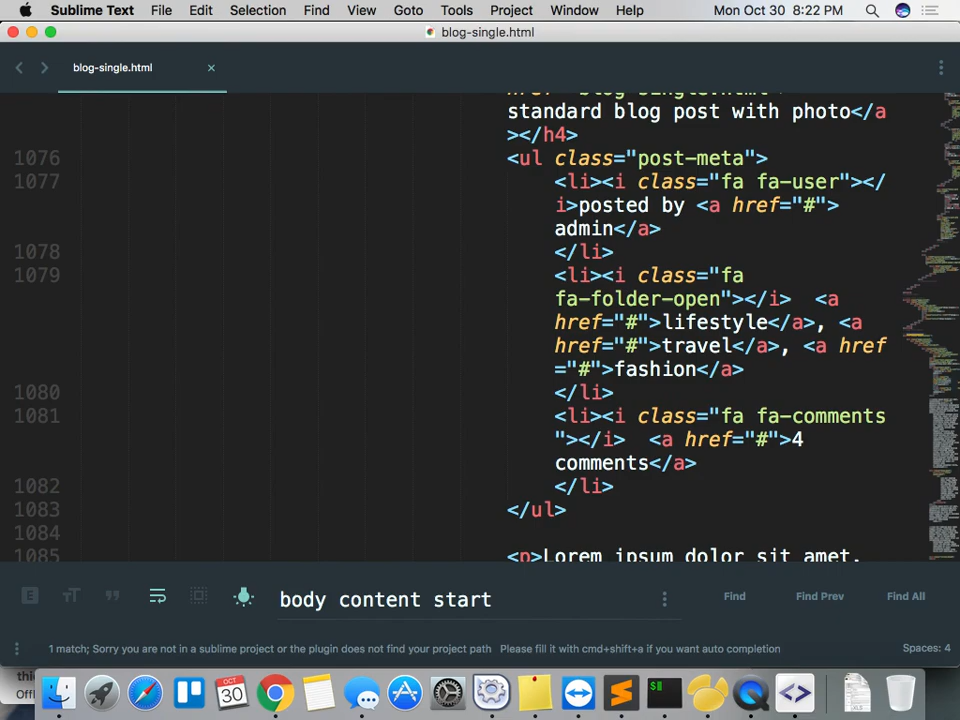 Sublime Text File Edit Selection Find View Goto Tools Project Window Help Mon Oct 30 8:22 PM
blog-single.html
blog-single.html ×
standard blog post with photo</a
></h4>
1076 <ul class="post-meta">
1077 <li><i class="fa fa-user"></
i>posted by <a href="#">
admin</a>
1078 </li>
1079 <li><i class="fa
fa-folder-open"></i> <a
href="#">lifestyle</a>, <a
href="#">travel</a>, <a href
="#">fashion</a>
1080 </li>
1081 <li><i class="fa fa-comments
"></i> <a href="#">4
comments</a>
1082 </li>
1083 </ul>
1084
1085 <p>Lorem ipsum dolor sit amet,
body content start Find Find Prev Find All
1 match; Sorry you are not in a sublime project or the plugin does not find your project path Please fill it with cmd+shift+a if you want auto completion Spaces: 4
OCT
30